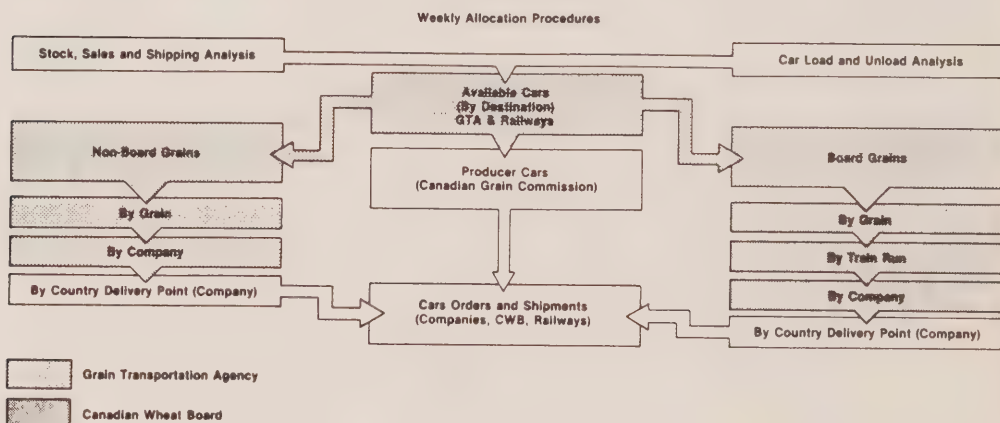 Weekly Allocation Procedures
Stock, Sales and Shipping Analysis
Car Load and Unload Analysis
Available Cars
(By Destination)
GTA & Railways
Non-Board Grains
Producer Cars
(Canadian Grain Commission)
Board Grains
By Grain
By Company
By Country Delivery Point (Company)
Cars Orders and Shipments
(Companies, CWB, Railways)
By Grain
By Train Run
By Company
By Country Delivery Point (Company)
Grain Transportation Agency
Canadian Wheat Board